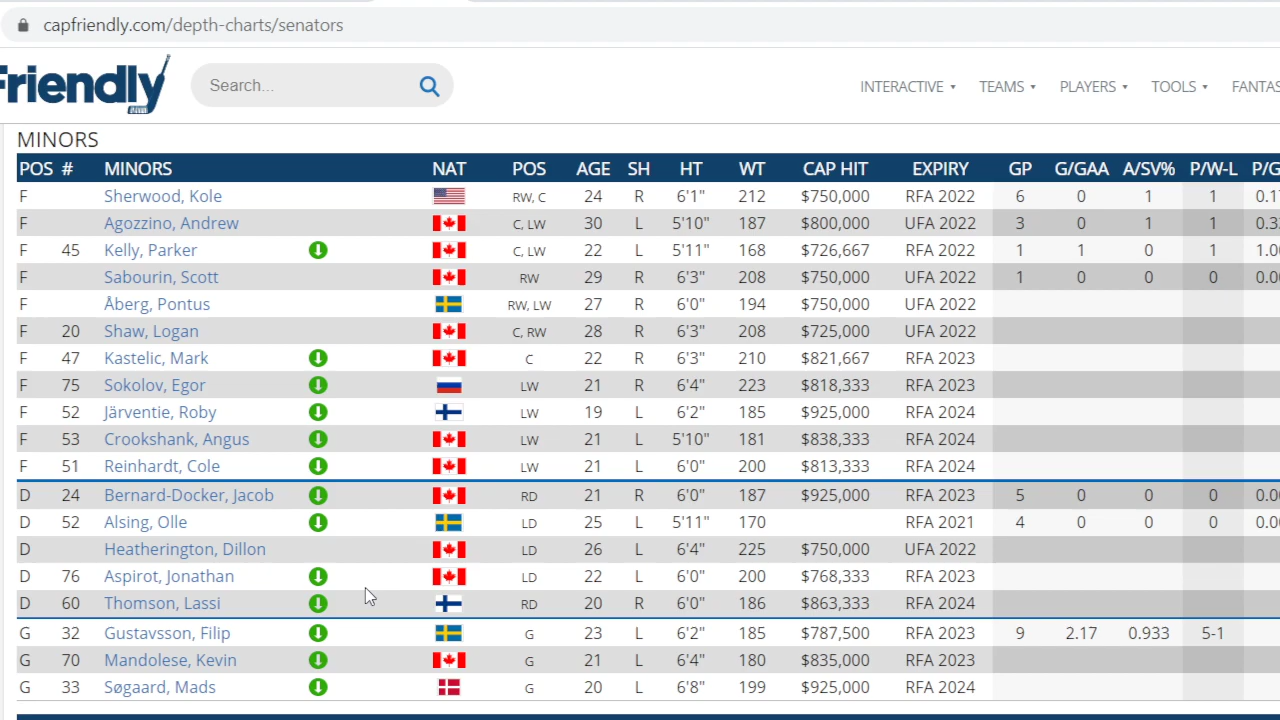 capfriendly.com/depth-charts/senators
Friendly Search... INTERACTIVE TEAMS PLAYERS TOOLS FANTAS
MINORS
POS # MINORS NAT POS AGE SH HT WT CAP HIT EXPIRY GP G/GAA A/SV% P/W-L P/G
F Sherwood, Kole RW, C 24 R 6'1" 212 $750,000 RFA 2022 6 0 1 1 0.17
F Agozzino, Andrew C, LW 30 L 5'10" 187 $800,000 UFA 2022 3 0 1 1 0.3
F 45 Kelly, Parker C, LW 22 L 5'11" 168 $726,667 RFA 2022 1 1 0 1 1.00
F Sabourin, Scott RW 29 R 6'3" 208 $750,000 UFA 2022 1 0 0 0 0.00
F Åberg, Pontus RW, LW 27 R 6'0" 194 $750,000 UFA 2022
F 20 Shaw, Logan C, RW 28 R 6'3" 208 $725,000 UFA 2022
F 47 Kastelic, Mark C 22 R 6'3" 210 $821,667 RFA 2023
F 75 Sokolov, Egor LW 21 R 6'4" 223 $818,333 RFA 2023
F 52 Järventie, Roby LW 19 L 6'2" 185 $925,000 RFA 2024
F 53 Crookshank, Angus LW 21 L 5'10" 181 $838,333 RFA 2024
F 51 Reinhardt, Cole LW 21 L 6'0" 200 $813,333 RFA 2024
D 24 Bernard-Docker, Jacob RD 21 R 6'0" 187 $925,000 RFA 2023 5 0 0 0 0.00
D 52 Alsing, Olle LD 25 L 5'11" 170 RFA 2021 4 0 0 0 0.00
D Heatherington, Dillon LD 26 L 6'4" 225 $750,000 UFA 2022
D 76 Aspirot, Jonathan LD 22 L 6'0" 200 $768,333 RFA 2023
D 60 Thomson, Lassi RD 20 R 6'0" 186 $863,333 RFA 2024
G 32 Gustavsson, Filip G 23 L 6'2" 185 $787,500 RFA 2023 9 2.17 0.933 5-1
G 70 Mandolese, Kevin G 21 L 6'4" 180 $835,000 RFA 2023
G 33 Søgaard, Mads G 20 L 6'8" 199 $925,000 RFA 2024